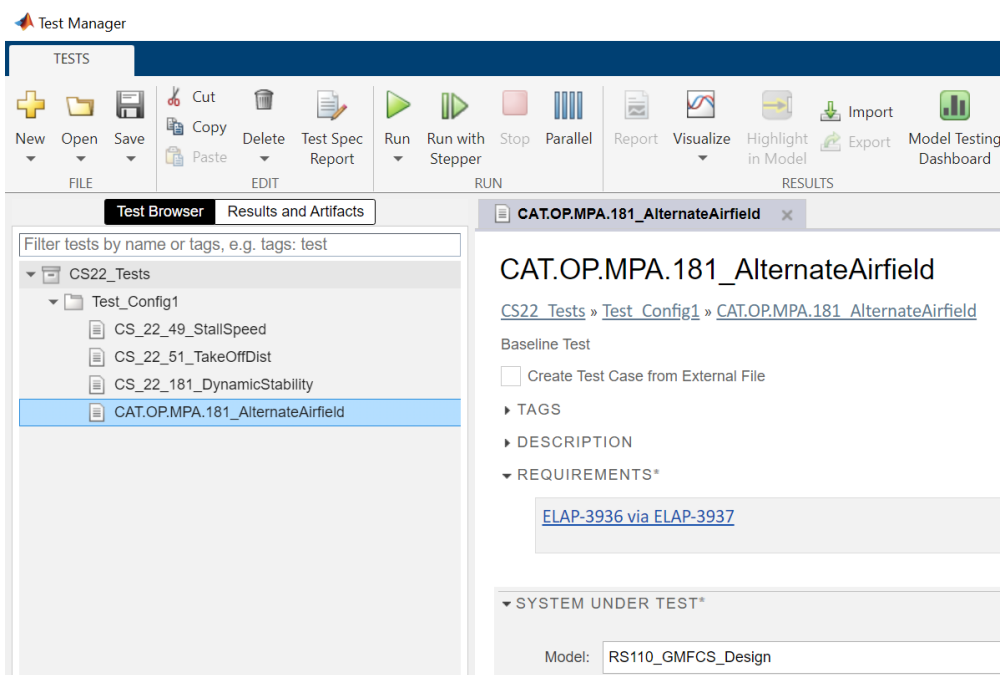 Test Manager
TESTS
New
Open
Save
FILE
Cut
Copy
Paste
Delete
Test Spec
Report
EDIT
Run
Run with
Stepper
Stop
Parallel
RUN
Report
Visualize
Highlight
in Model
Import
Export
Model Testing
Dashboard
RESULTS
Test Browser
Results and Artifacts
Filter tests by name or tags, e.g. tags: test
CS22_Tests
Test_Config1
CS_22_49_StallSpeed
CS_22_51_TakeOffDist
CS_22_181_DynamicStability
CAT.OP.MPA.181_AlternateAirfield
CAT.OP.MPA.181_AlternateAirfield
CAT.OP.MPA.181_AlternateAirfield
CS22_Tests » Test_Config1 » CAT.OP.MPA.181_AlternateAirfield
Baseline Test
Create Test Case from External File
TAGS
DESCRIPTION
REQUIREMENTS*
ELAP-3936 via ELAP-3937
SYSTEM UNDER TEST*
Model: RS110_GMFCS_Design